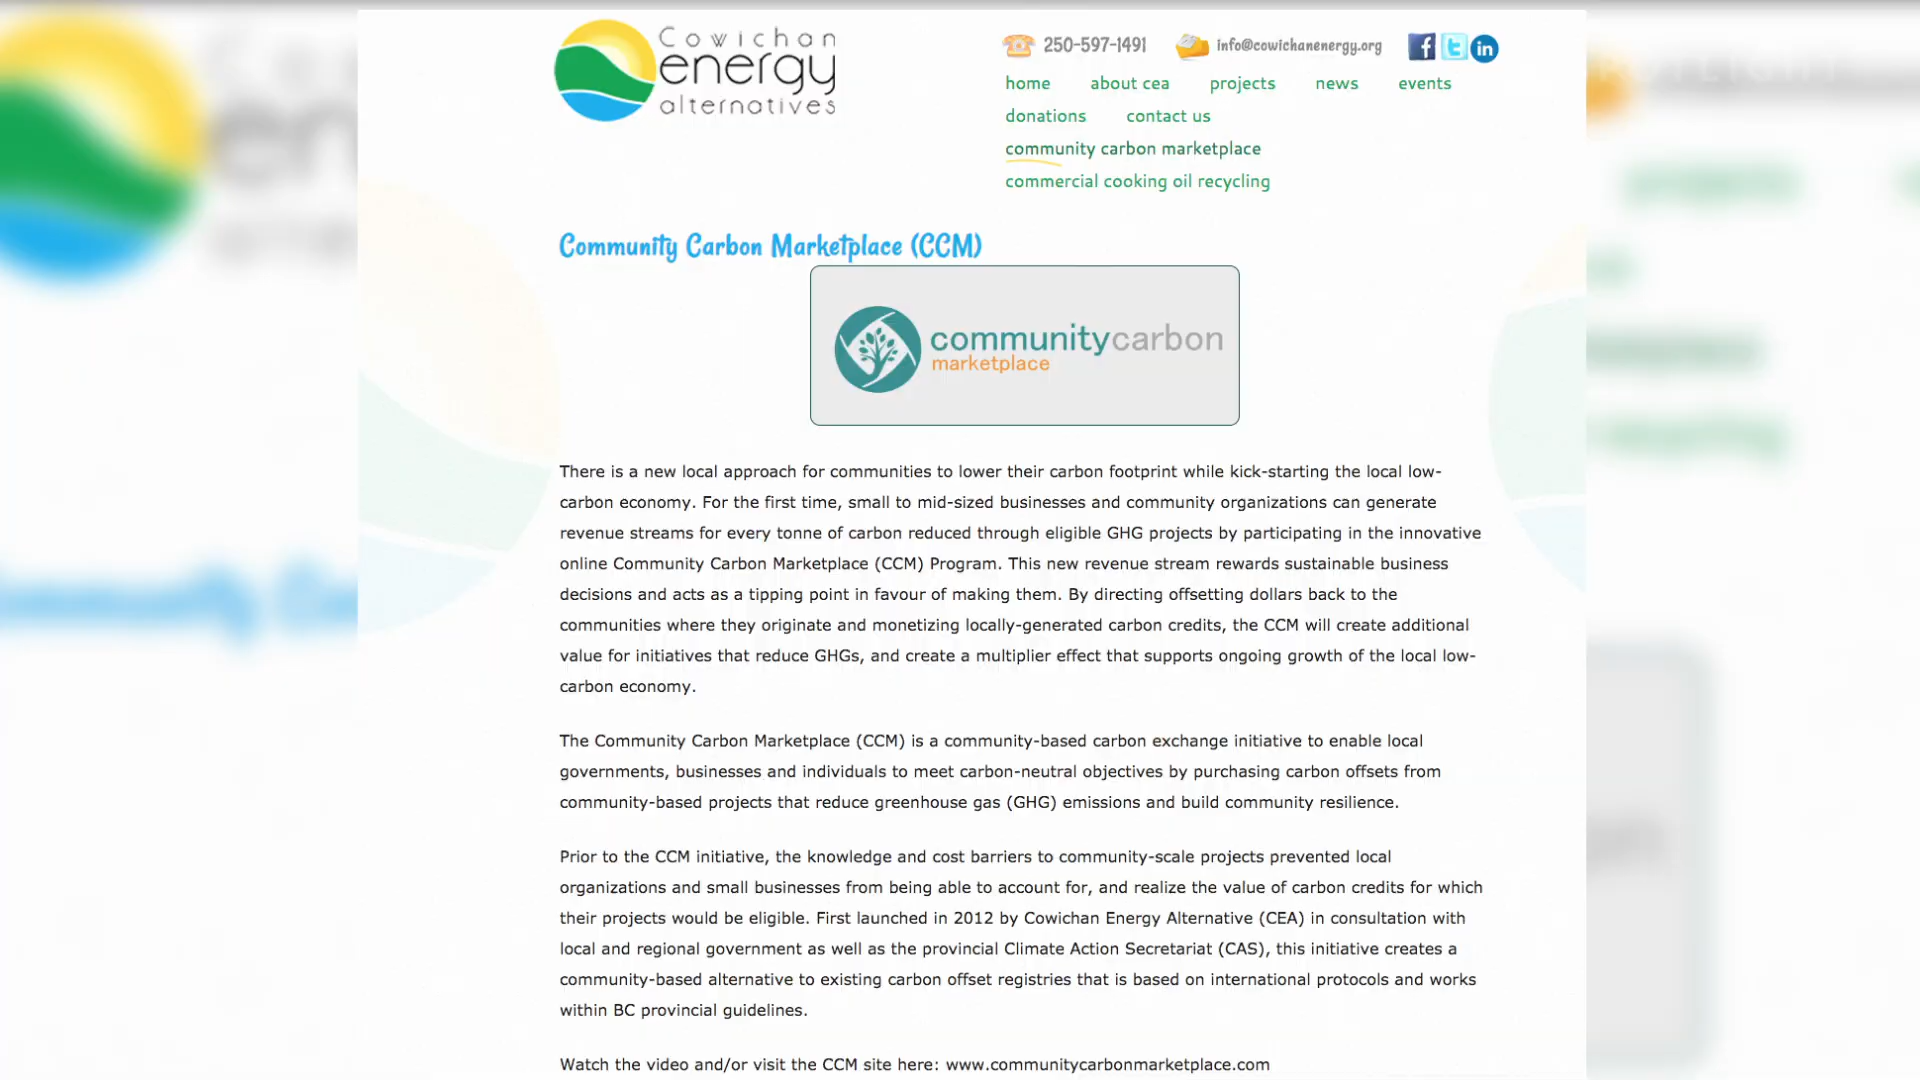 Cowichan
energy
alternatives
250-597-1491 info@cowichanenergy.org
home about cea projects news events
donations contact us
community carbon marketplace
commercial cooking oil recycling
Community Carbon Marketplace (CCM)
communitycarbon
marketplace
There is a new local approach for communities to lower their carbon footprint while kick-starting the local low-
carbon economy. For the first time, small to mid-sized businesses and community organizations can generate
revenue streams for every tonne of carbon reduced through eligible GHG projects by participating in the innovative
online Community Carbon Marketplace (CCM) Program. This new revenue stream rewards sustainable business
decisions and acts as a tipping point in favour of making them. By directing offsetting dollars back to the
communities where they originate and monetizing locally-generated carbon credits, the CCM will create additional
value for initiatives that reduce GHGs, and create a multiplier effect that supports ongoing growth of the local low-
carbon economy.
The Community Carbon Marketplace (CCM) is a community-based carbon exchange initiative to enable local
governments, businesses and individuals to meet carbon-neutral objectives by purchasing carbon offsets from
community-based projects that reduce greenhouse gas (GHG) emissions and build community resilience.
Prior to the CCM initiative, the knowledge and cost barriers to community-scale projects prevented local
organizations and small businesses from being able to account for, and realize the value of carbon credits for which
their projects would be eligible. First launched in 2012 by Cowichan Energy Alternative (CEA) in consultation with
local and regional government as well as the provincial Climate Action Secretariat (CAS), this initiative creates a
community-based alternative to existing carbon offset registries that is based on international protocols and works
within BC provincial guidelines.
Watch the video and/or visit the CCM site here: www.communitycarbonmarketplace.com